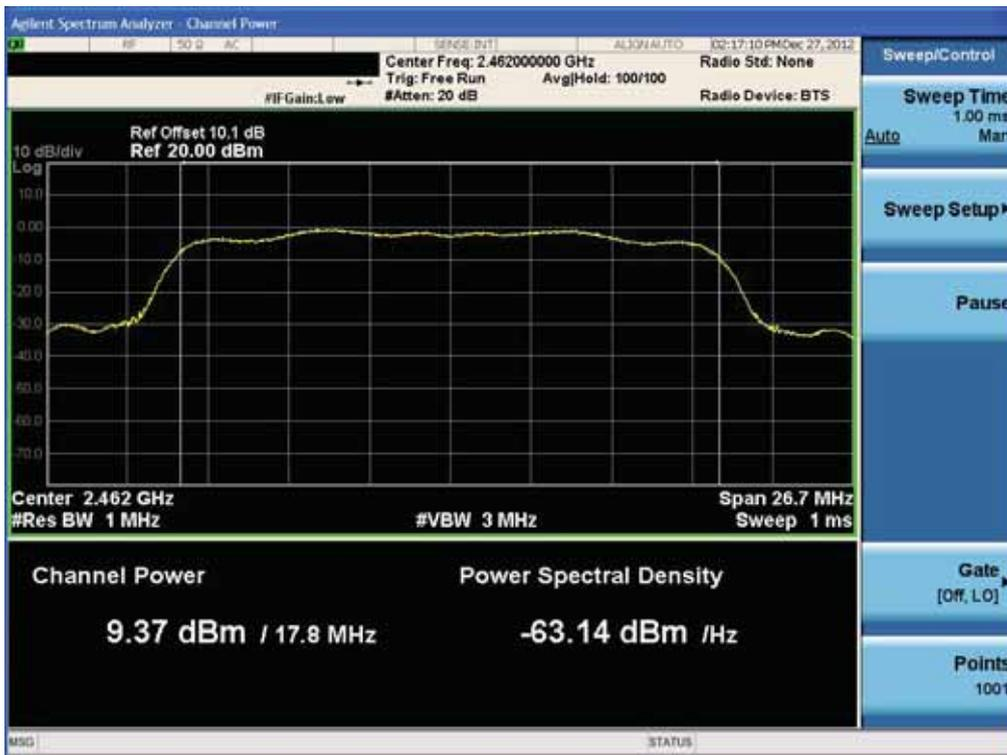 Agilent Spectrum Analyzer - Channel Power
RF 50 Ω AC SENSE:INT ALIGN AUTO 02:17:10 PM Dec 27, 2012
Center Freq: 2.462000000 GHz Radio Std: None
Trig: Free Run Avg|Hold: 100/100
#IFGain:Low #Atten: 20 dB Radio Device: BTS
Ref Offset 10.1 dB
10 dB/div Ref 20.00 dBm
Log
10.0
0.00
-10.0
-20.0
-30.0
-40.0
-50.0
-60.0
-70.0
Center 2.462 GHz Span 26.7 MHz
#Res BW 1 MHz #VBW 3 MHz Sweep 1 ms
Channel Power Power Spectral Density
9.37 dBm / 17.8 MHz -63.14 dBm /Hz
MSG STATUS
Sweep/Control
Sweep Time
1.00 ms
Auto Man
Sweep Setup
Pause
Gate
[Off, LO]
Points
1001